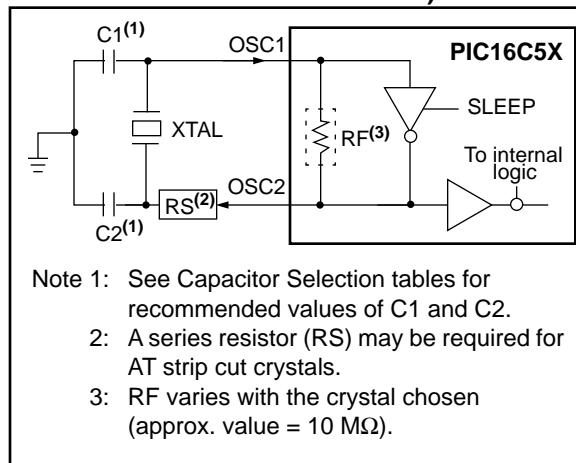 C1(1)
OSC1
PIC16C5X
SLEEP
XTAL
RF(3)
To internal
logic
OSC2
RS(2)
C2(1)
Note 1: See Capacitor Selection tables for
recommended values of C1 and C2.
2: A series resistor (RS) may be required for
AT strip cut crystals.
3: RF varies with the crystal chosen
(approx. value = 10 MΩ).